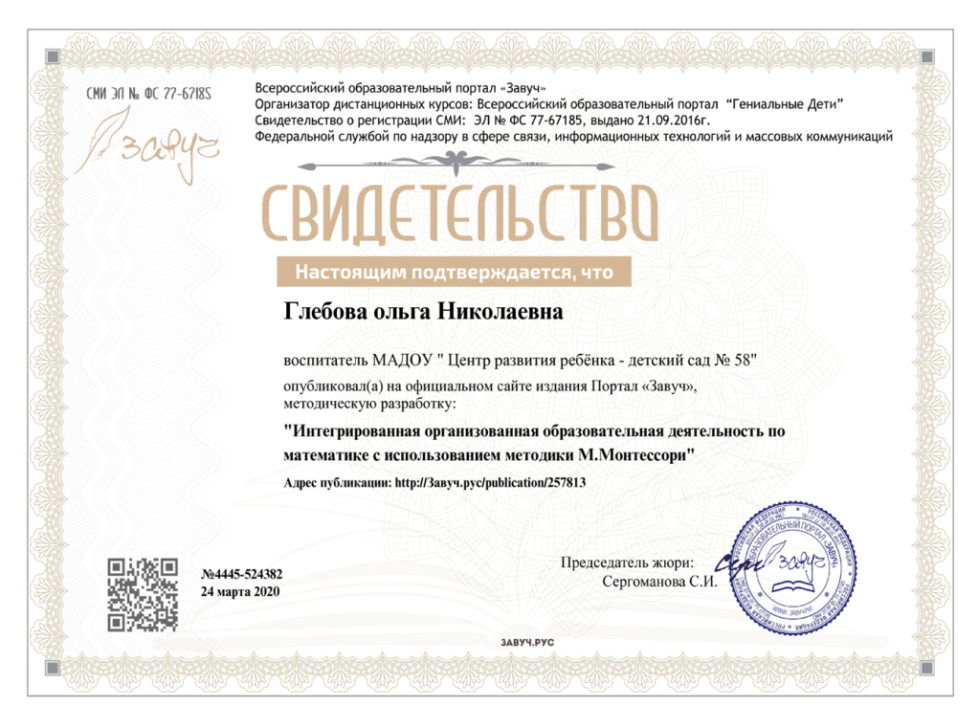 СМИ ЭЛ № ФС 77-67185
Завуч
Всероссийский образовательный портал «Завуч»
Организатор дистанционных курсов: Всероссийский образовательный портал “Гениальные Дети”
Свидетельство о регистрации СМИ: ЭЛ № ФС 77-67185, выдано 21.09.2016г.
Федеральной службой по надзору в сфере связи, информационных технологий и массовых коммуникаций
СВИДЕТЕЛЬСТВО
Настоящим подтверждается, что
Глебова ольга Николаевна
воспитатель МАДОУ " Центр развития ребёнка - детский сад № 58"
опубликовал(а) на официальном сайте издания Портал «Завуч»,
методическую разработку:
"Интегрированная организованная образовательная деятельность по
математике с использованием методики М.Монтессори"
Адрес публикации: http://Завуч.рус/publication/257813
№4445-524382
24 марта 2020
Председатель жюри:
Сергоманова С.И.
РОССИЙСКАЯ ФЕДЕРАЦИЯ
ОБРАЗОВАТЕЛЬНЫЙ ПОРТАЛ «ЗАВУЧ»
Завуч
ЗАВУЧ.РУС